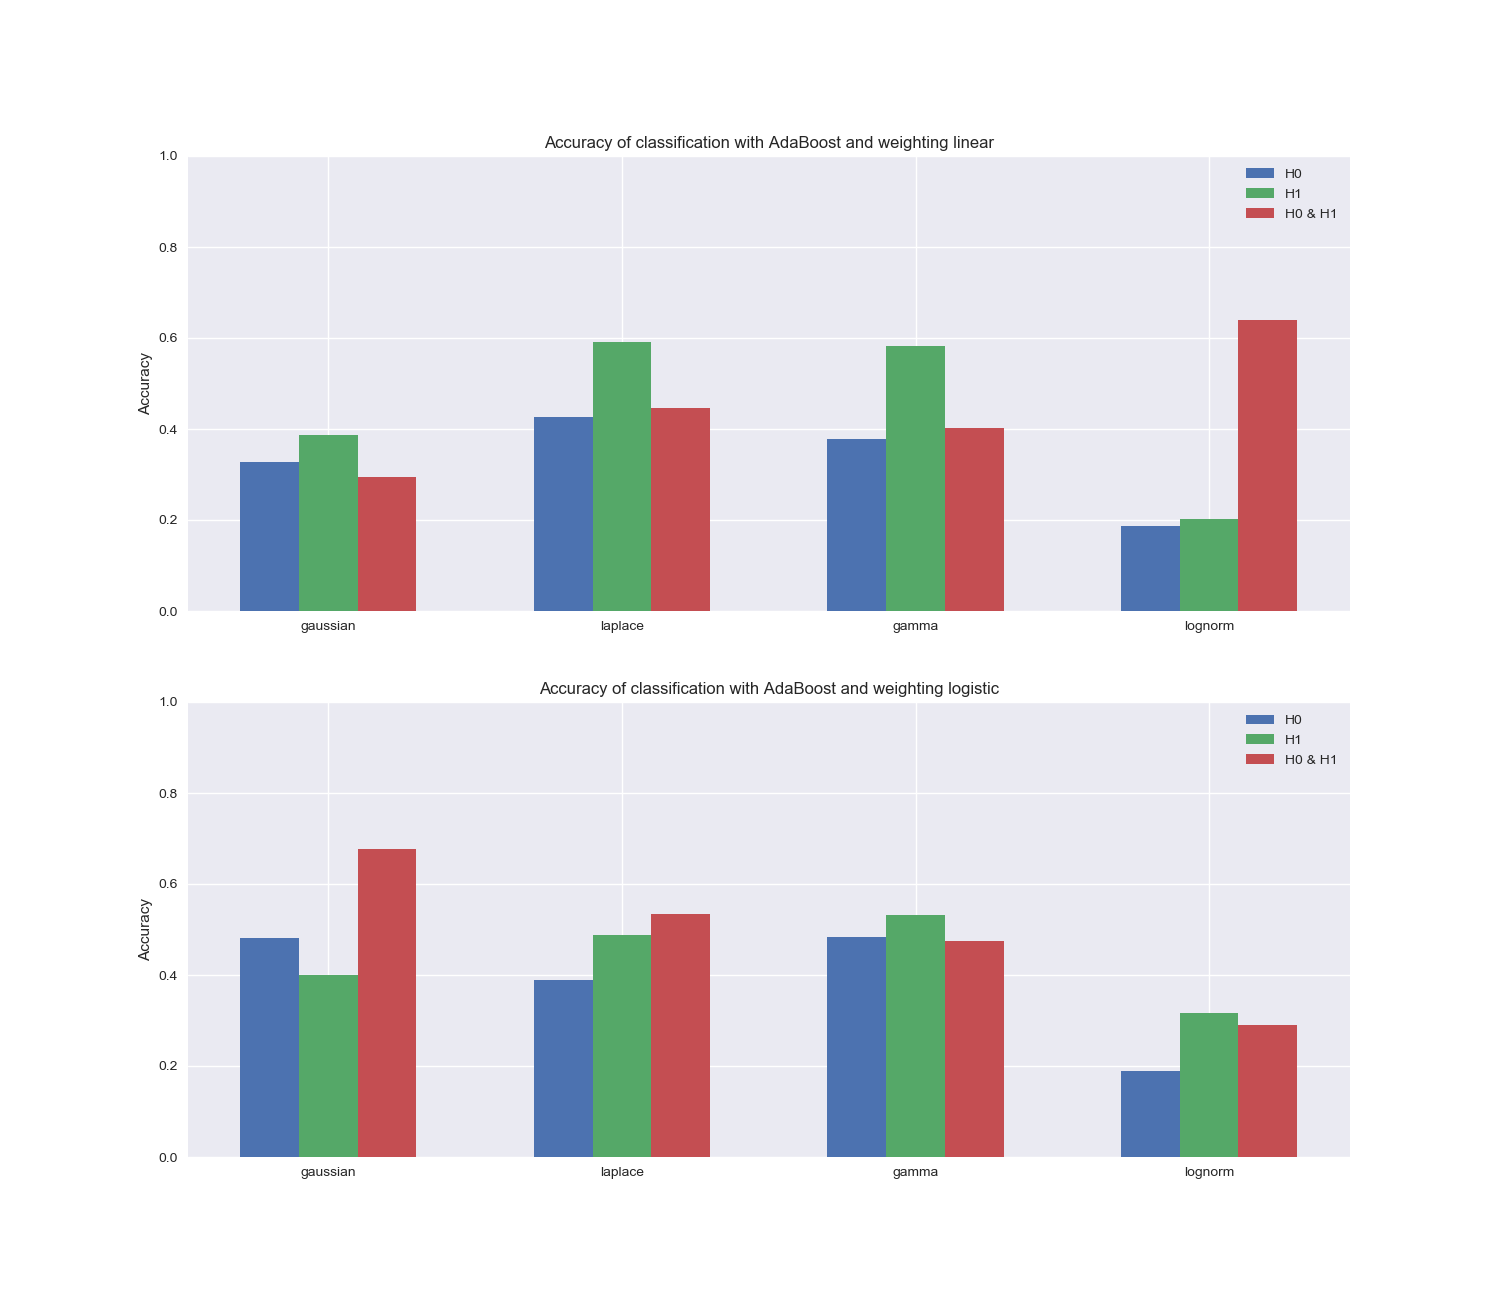 Accuracy of classification with AdaBoost and weighting linear
1.0
0.8
0.6
0.4
0.2
0.0
Accuracy
H0
H1
H0 & H1
gaussian laplace gamma lognorm
Accuracy of classification with AdaBoost and weighting logistic
1.0
0.8
0.6
0.4
0.2
0.0
Accuracy
H0
H1
H0 & H1
gaussian laplace gamma lognorm